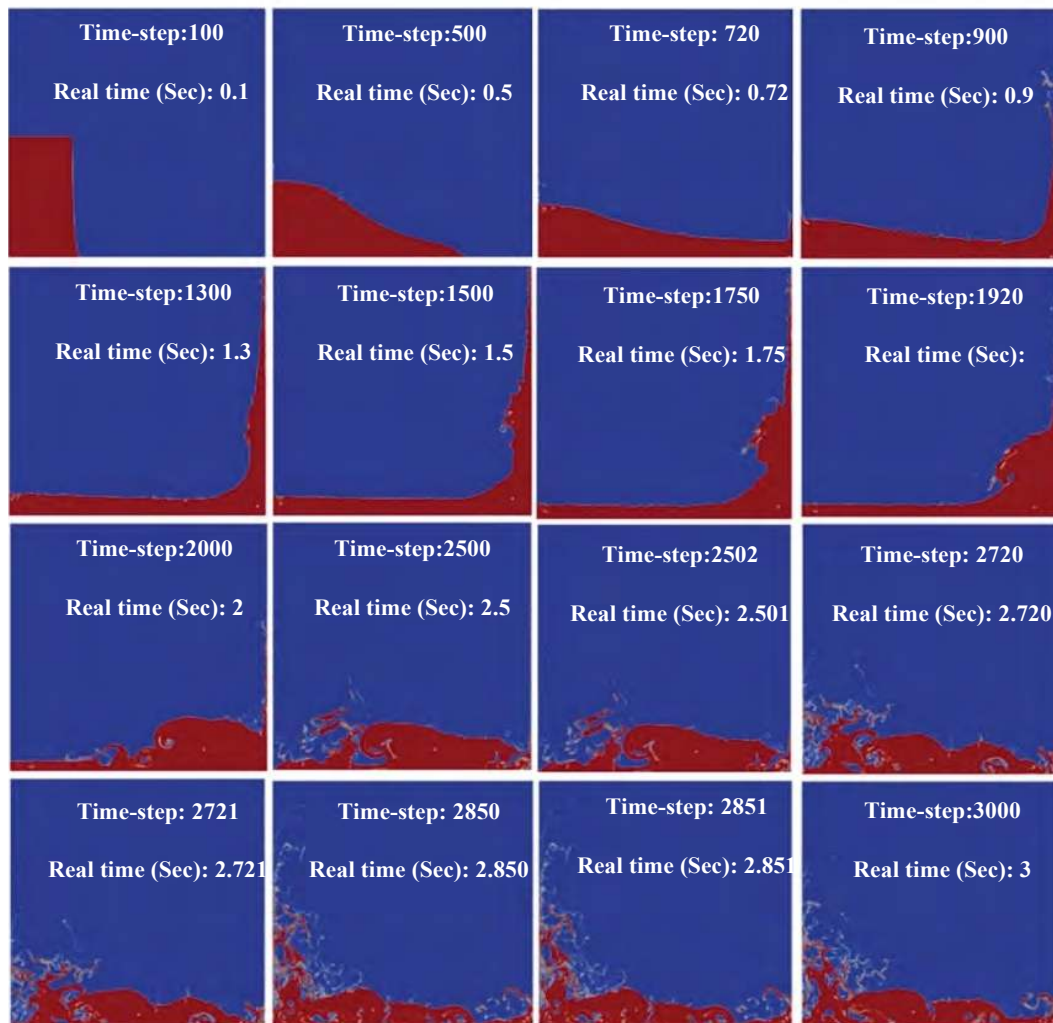 Time-step:100
Real time (Sec): 0.1
Time-step:500
Real time (Sec): 0.5
Time-step: 720
Real time (Sec): 0.72
Time-step:900
Real time (Sec): 0.9
Time-step:1300
Real time (Sec): 1.3
Time-step:1500
Real time (Sec): 1.5
Time-step:1750
Real time (Sec): 1.75
Time-step:1920
Real time (Sec):
Time-step:2000
Real time (Sec): 2
Time-step:2500
Real time (Sec): 2.5
Time-step:2502
Real time (Sec): 2.501
Time-step: 2720
Real time (Sec): 2.720
Time-step: 2721
Real time (Sec): 2.721
Time-step: 2850
Real time (Sec): 2.850
Time-step: 2851
Real time (Sec): 2.851
Time-step:3000
Real time (Sec): 3